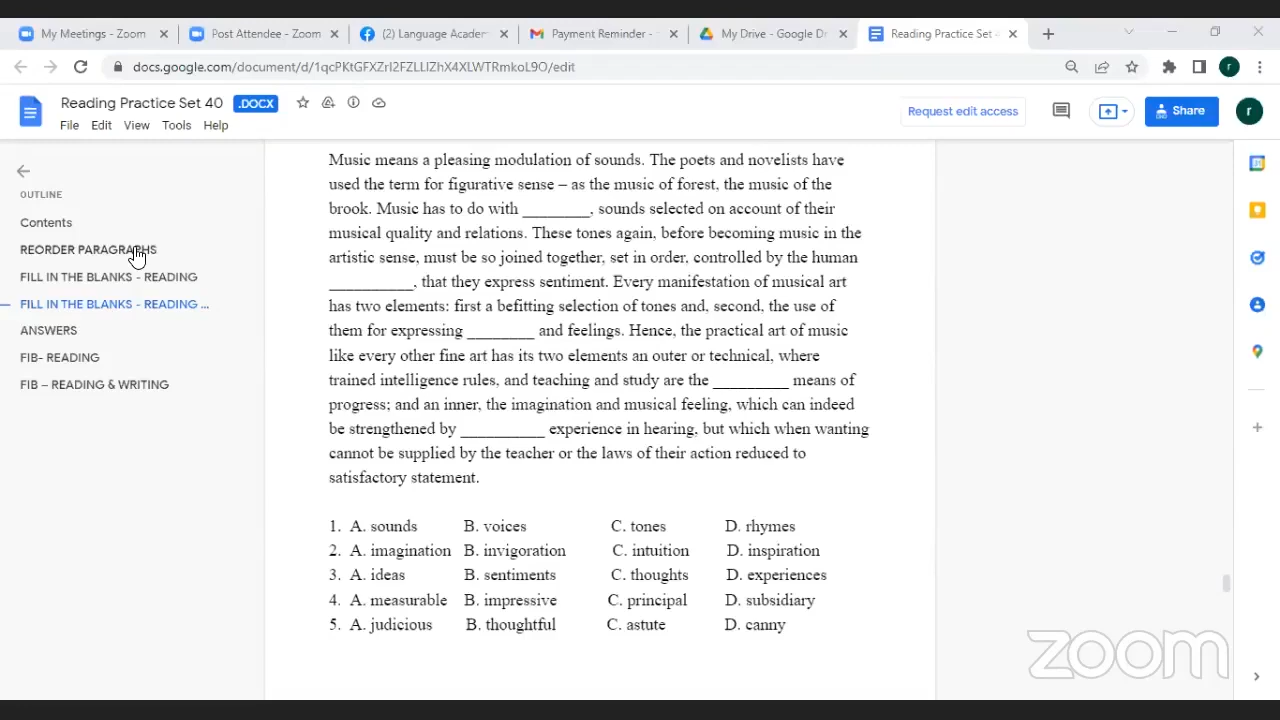 My Meetings - Zoom
Post Attendee - Zoom
(2) Language Acader
Payment Reminder -
My Drive - Google Dr
Reading Practice Set 4
docs.google.com/document/d/1qcPKtGFXZrI2FZLLIZhX4XLWTRmkoL9O/edit
r
Reading Practice Set 40 .DOCX
File Edit View Tools Help
Request edit access
Share
r
OUTLINE
Contents
REORDER PARAGRAPHS
FILL IN THE BLANKS - READING
FILL IN THE BLANKS - READING ...
ANSWERS
FIB- READING
FIB – READING & WRITING
Music means a pleasing modulation of sounds. The poets and novelists have
used the term for figurative sense – as the music of forest, the music of the
brook. Music has to do with ________, sounds selected on account of their
musical quality and relations. These tones again, before becoming music in the
artistic sense, must be so joined together, set in order, controlled by the human
__________, that they express sentiment. Every manifestation of musical art
has two elements: first a befitting selection of tones and, second, the use of
them for expressing ________ and feelings. Hence, the practical art of music
like every other fine art has its two elements an outer or technical, where
trained intelligence rules, and teaching and study are the _________ means of
progress; and an inner, the imagination and musical feeling, which can indeed
be strengthened by __________ experience in hearing, but which when wanting
cannot be supplied by the teacher or the laws of their action reduced to
satisfactory statement.
1. A. sounds B. voices C. tones D. rhymes
2. A. imagination B. invigoration C. intuition D. inspiration
3. A. ideas B. sentiments C. thoughts D. experiences
4. A. measurable B. impressive C. principal D. subsidiary
5. A. judicious B. thoughtful C. astute D. canny
zoom